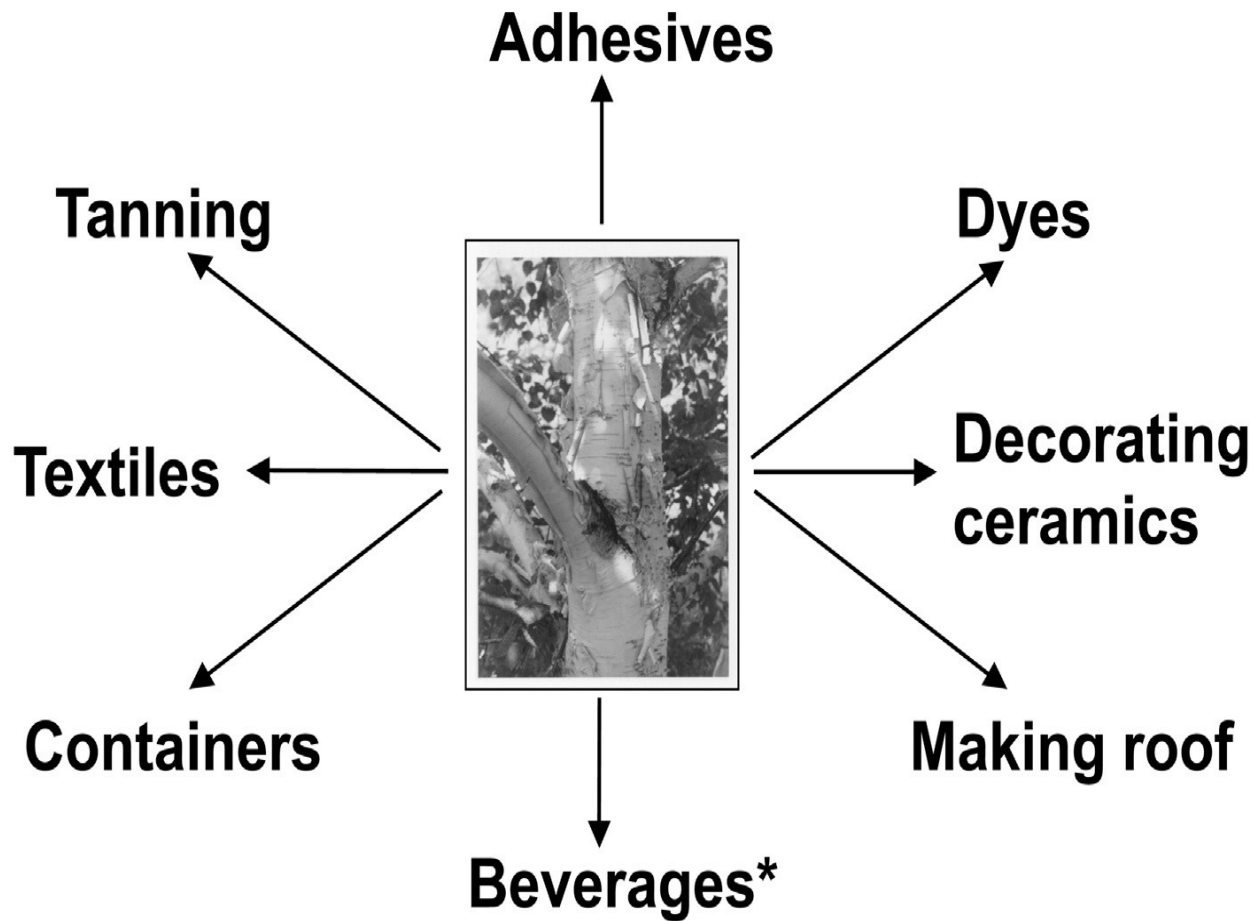 Adhesives
Tanning
Dyes
Textiles
Decorating
ceramics
Containers
Making roof
Beverages*